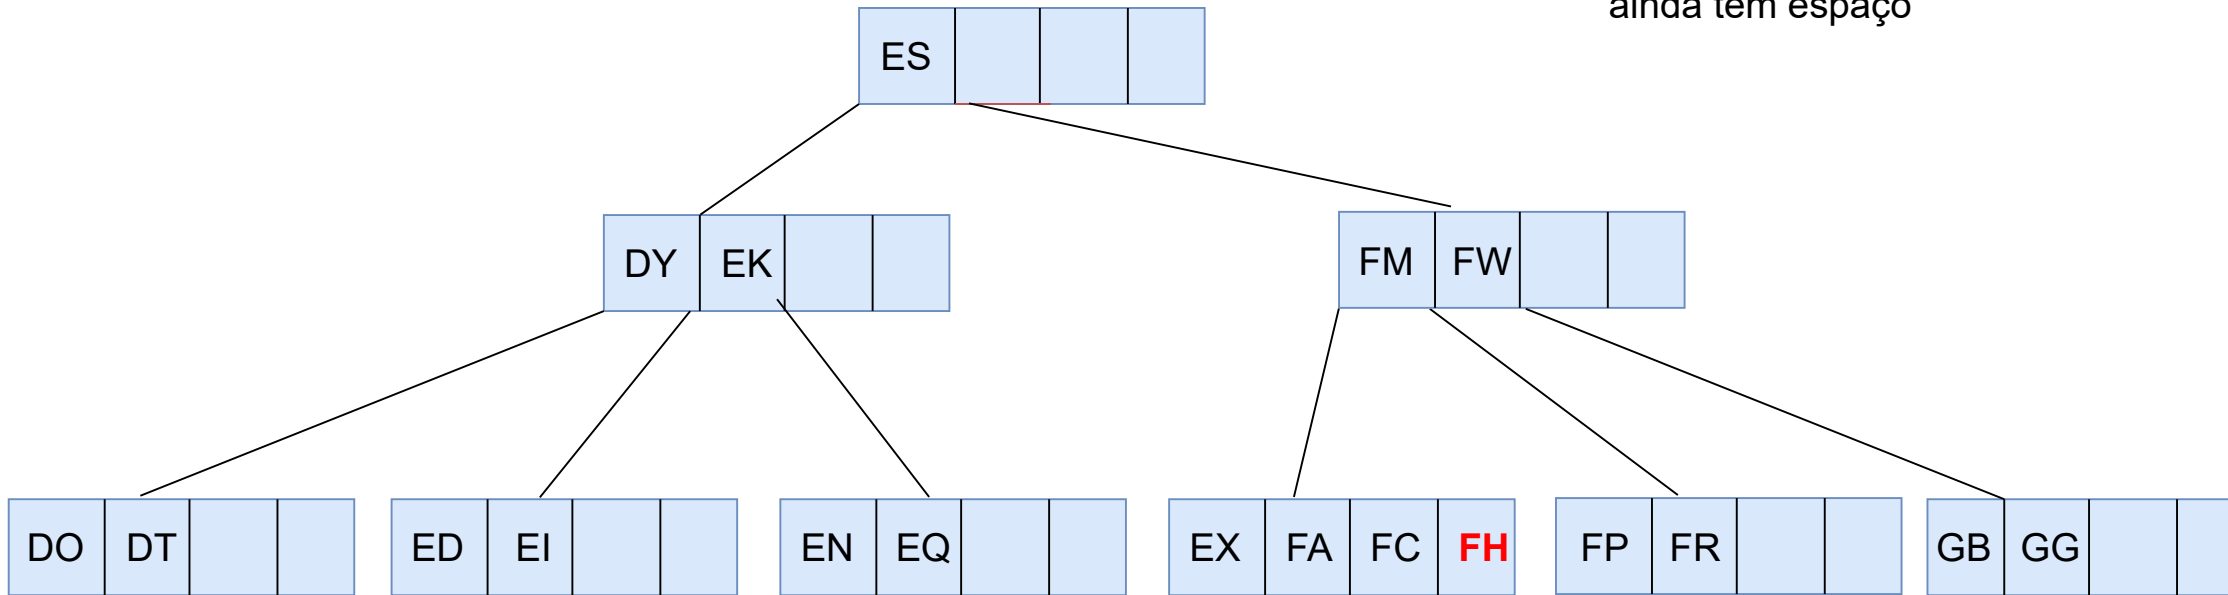 ainda tem espaço
ES
DY EK
FM FW
DO DT
ED EI
EN EQ
EX FA FC FH
FP FR
GB GG